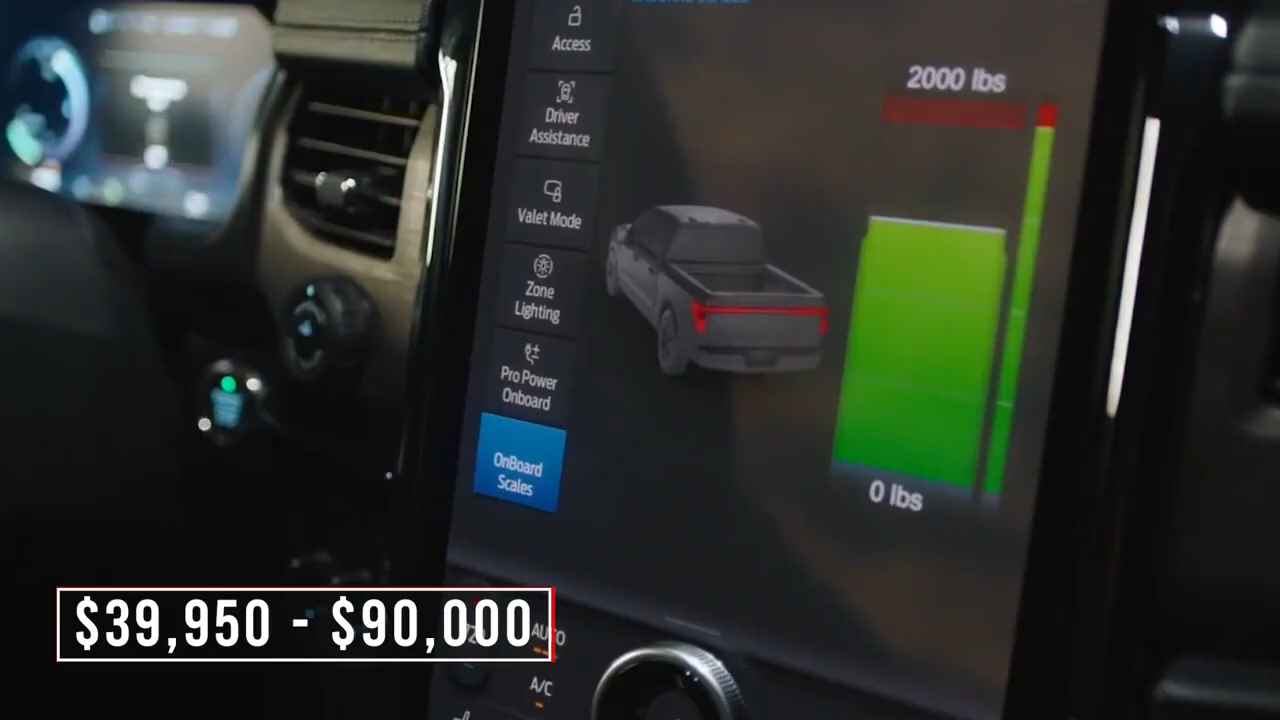 Access
Driver
Assistance
Valet Mode
Zone
Lighting
Pro Power
Onboard
OnBoard
Scales
2000 lbs
0 lbs
$39,950 - $90,000
AUTO
A/C